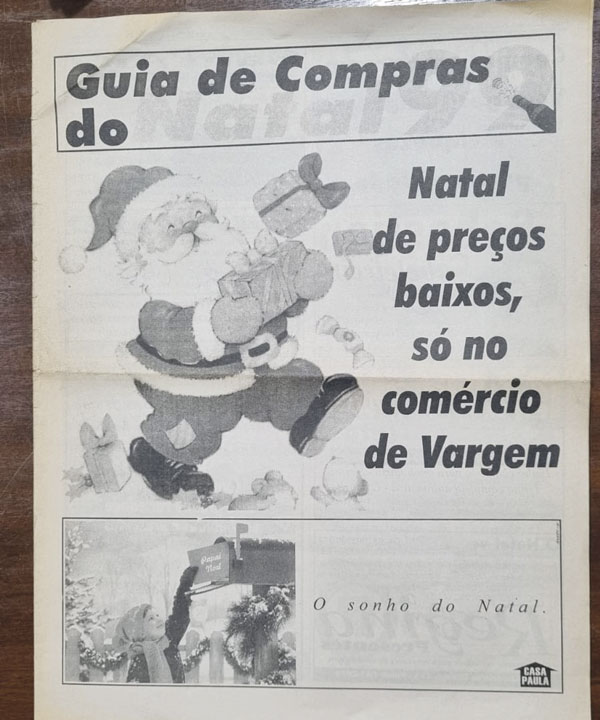 Guia de Compras
do Natal 99
Natal
de preços
baixos,
só no
comércio
de Vargem
Papai
Noel
O sonho do Natal.
CASA
PAULA